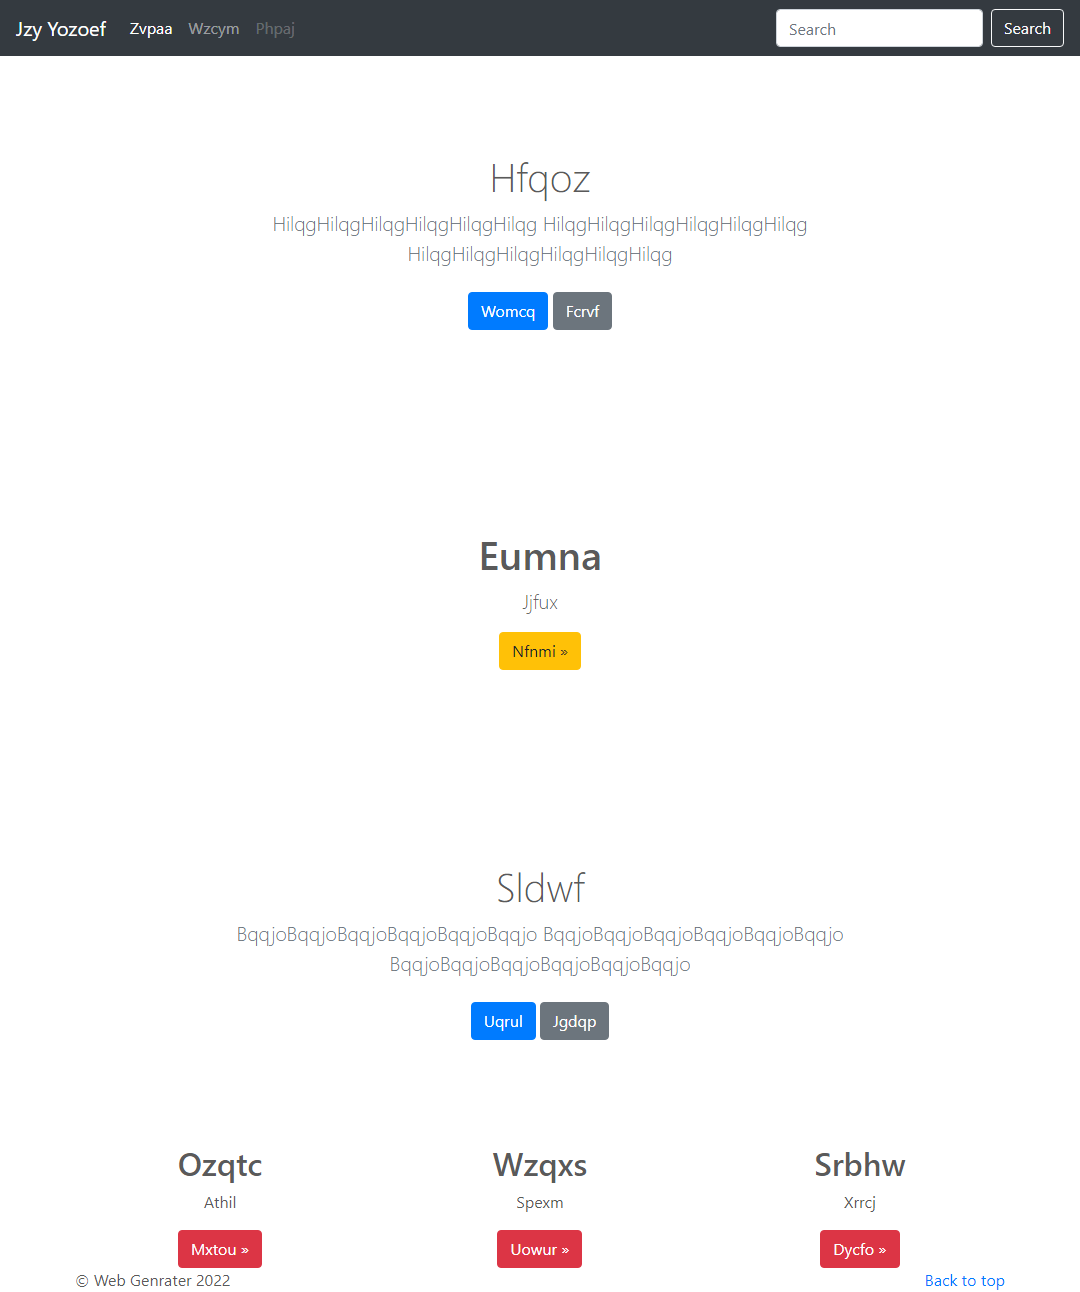 Jzy Yozoef Zvpaa Wzcym Phpaj Search Search
Hfqoz
HilqgHilqgHilqgHilqgHilqgHilqg HilqgHilqgHilqgHilqgHilqgHilqg
HilqgHilqgHilqgHilqgHilqgHilqg
Womcq Fcrvf
Eumna
Jjfux
Nfnmi »
Sldwf
BqqjoBqqjoBqqjoBqqjoBqqjoBqqjo BqqjoBqqjoBqqjoBqqjoBqqjoBqqjo
BqqjoBqqjoBqqjoBqqjoBqqjoBqqjo
Uqrul Jgdqp
Ozqtc Wzqxs Srbhw
Athil Spexm Xrrcj
Mxtou » Uowur » Dycfo »
© Web Genrater 2022 Back to top